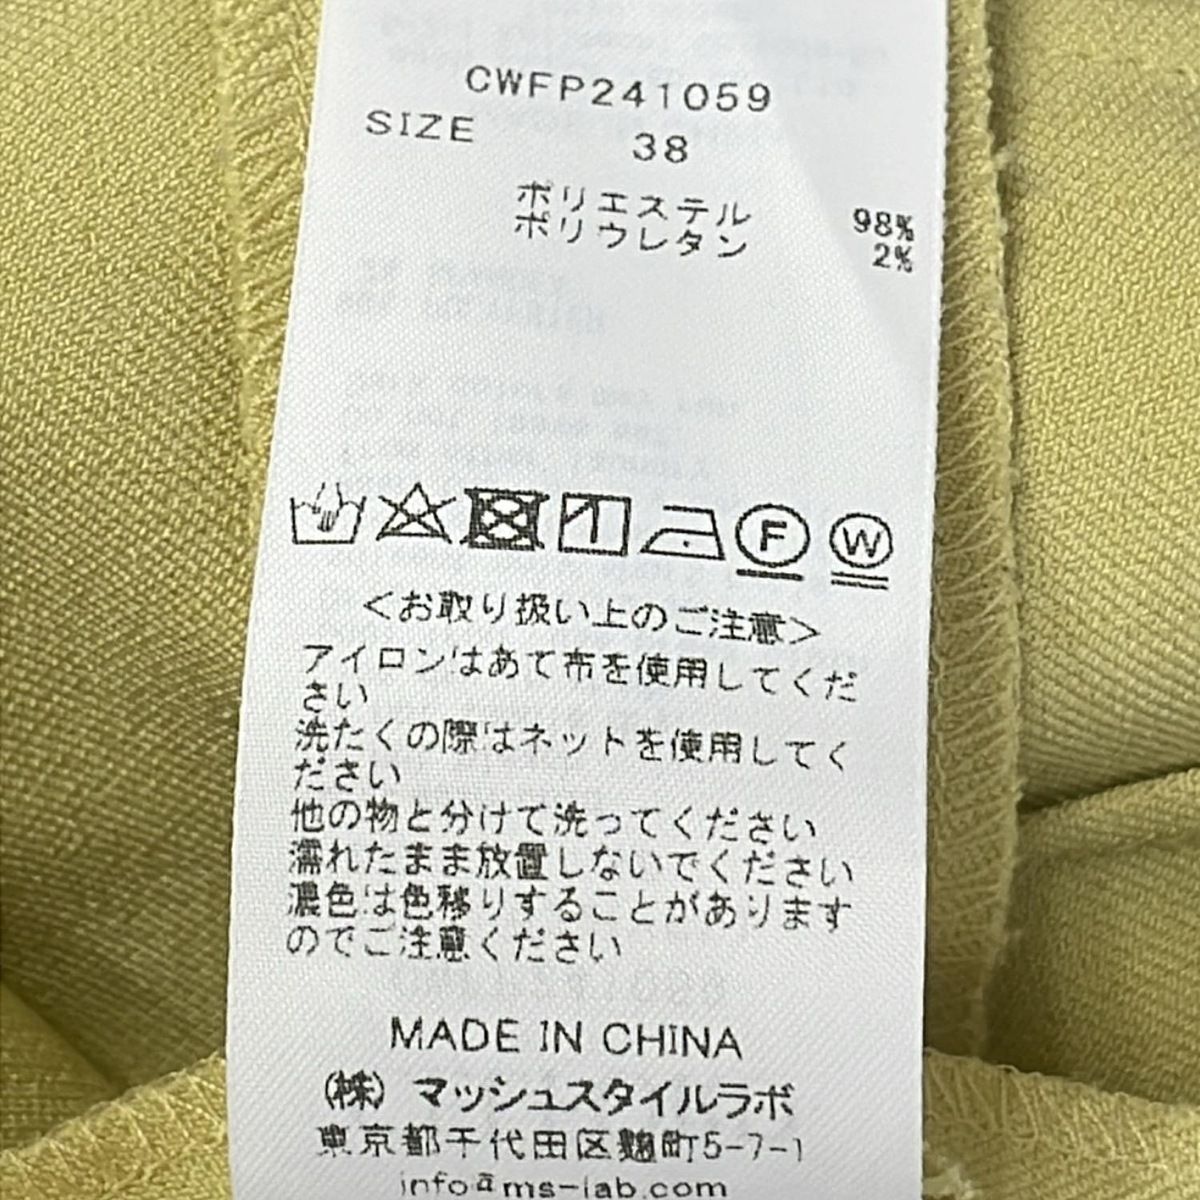 CWFP241059
SIZE 38
ポリエステル 98%
ポリウレタン 2%
F W
<お取り扱い上のご注意>
アイロンはあて布を使用してくだ
さい
洗たくの際はネットを使用してく
ださい
他の物と分けて洗ってください
濡れたまま放置しないでください
濃色は色移りすることがあります
のでご注意ください
MADE IN CHINA
(株) マッシュスタイルラボ
東京都千代田区麹町5-7-1
info@ms-lab.com